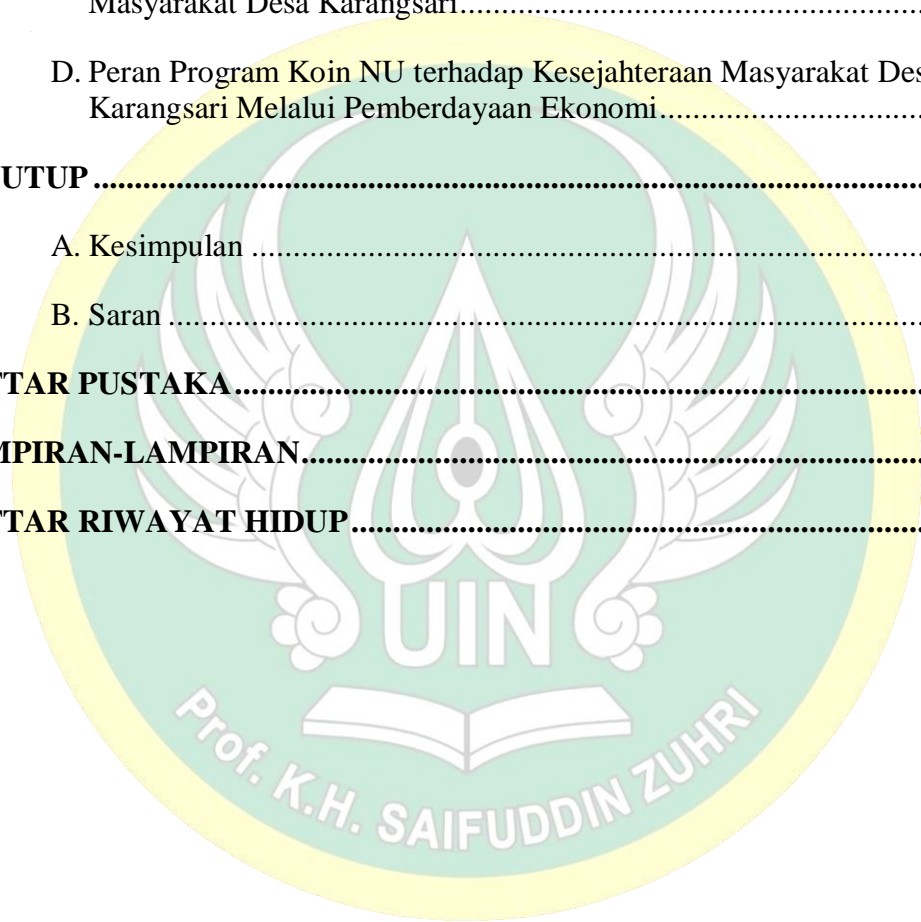 Masyarakat Desa Karangsari....................................................
D. Peran Program Koin NU terhadap Kesejahteraan Masyarakat Des
Karangsari Melalui Pemberdayaan Ekonomi..............................
UTUP....................................................................................
A. Kesimpulan ......................................................................
B. Saran................................................................................
TAR PUSTAKA.......................................................................
MPIRAN-LAMPIRAN................................................................
TAR RIWAYAT HIDUP............................................................
UIN
Prof. K.H. SAIFUDDIN ZUHRI